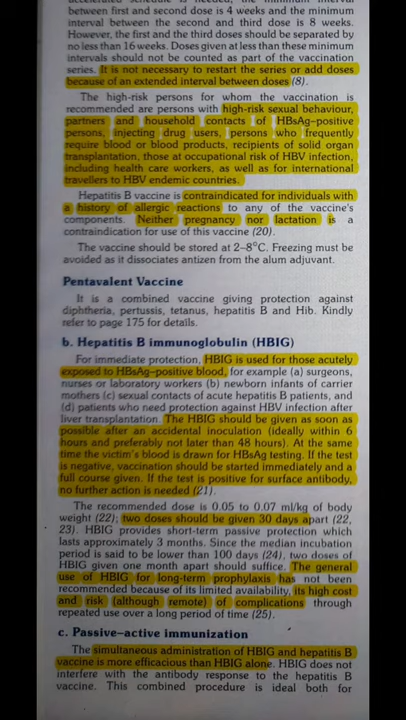 between first and second dose is 4 weeks and the minimum
interval between the second and third dose is 8 weeks.
However, the first and the third doses should be separated by
no less than 16 weeks. Doses given at less than these minimum
intervals should not be counted as part of the vaccination
series. It is not necessary to restart the series or add doses
because of an extended interval between doses (8).
The high-risk persons for whom the vaccination is
recommended are persons with high-risk sexual behaviour,
partners and household contacts of HBsAg-positive
persons, injecting drug users, persons who frequently
require blood or blood products, recipients of solid organ
transplantation, those at occupational risk of HBV infection,
including health care workers, as well as for international
travellers to HBV endemic countries.
Hepatitis B vaccine is contraindicated for individuals with
a history of allergic reactions to any of the vaccine's
components. Neither pregnancy nor lactation is a
contraindication for use of this vaccine (20).
The vaccine should be stored at 2–8°C. Freezing must be
avoided as it dissociates antizen from the alum adjuvant.
Pentavalent Vaccine
It is a combined vaccine giving protection against
diphtheria, pertussis, tetanus, hepatitis B and Hib. Kindly
refer to page 175 for details.
b. Hepatitis B immunoglobulin (HBIG)
For immediate protection, HBIG is used for those acutely
exposed to HBsAg-positive blood, for example (a) surgeons,
nurses or laboratory workers (b) newborn infants of carrier
mothers (c) sexual contacts of acute hepatitis B patients, and
(d) patients who need protection against HBV infection after
liver transplantation. The HBIG should be given as soon as
possible after an accidental inoculation (ideally within 6
hours and preferably not later than 48 hours). At the same
time the victim's blood is drawn for HBsAg testing. If the test
is negative, vaccination should be started immediately and a
full course given. If the test is positive for surface antibody,
no further action is needed (21).
The recommended dose is 0.05 to 0.07 ml/kg of body
weight (22); two doses should be given 30 days apart (22,
23). HBIG provides short-term passive protection which
lasts approximately 3 months. Since the median incubation
period is said to be lower than 100 days (24), two doses of
HBIG given one month apart should suffice. The general
use of HBIG for long-term prophylaxis has not been
recommended because of its limited availability, its high cost
and risk (although remote) of complications through
repeated use over a long period of time (25).
c. Passive-active immunization
The simultaneous administration of HBIG and hepatitis B
vaccine is more efficacious than HBIG alone. HBIG does not
interfere with the antibody response to the hepatitis B
vaccine. This combined procedure is ideal both for